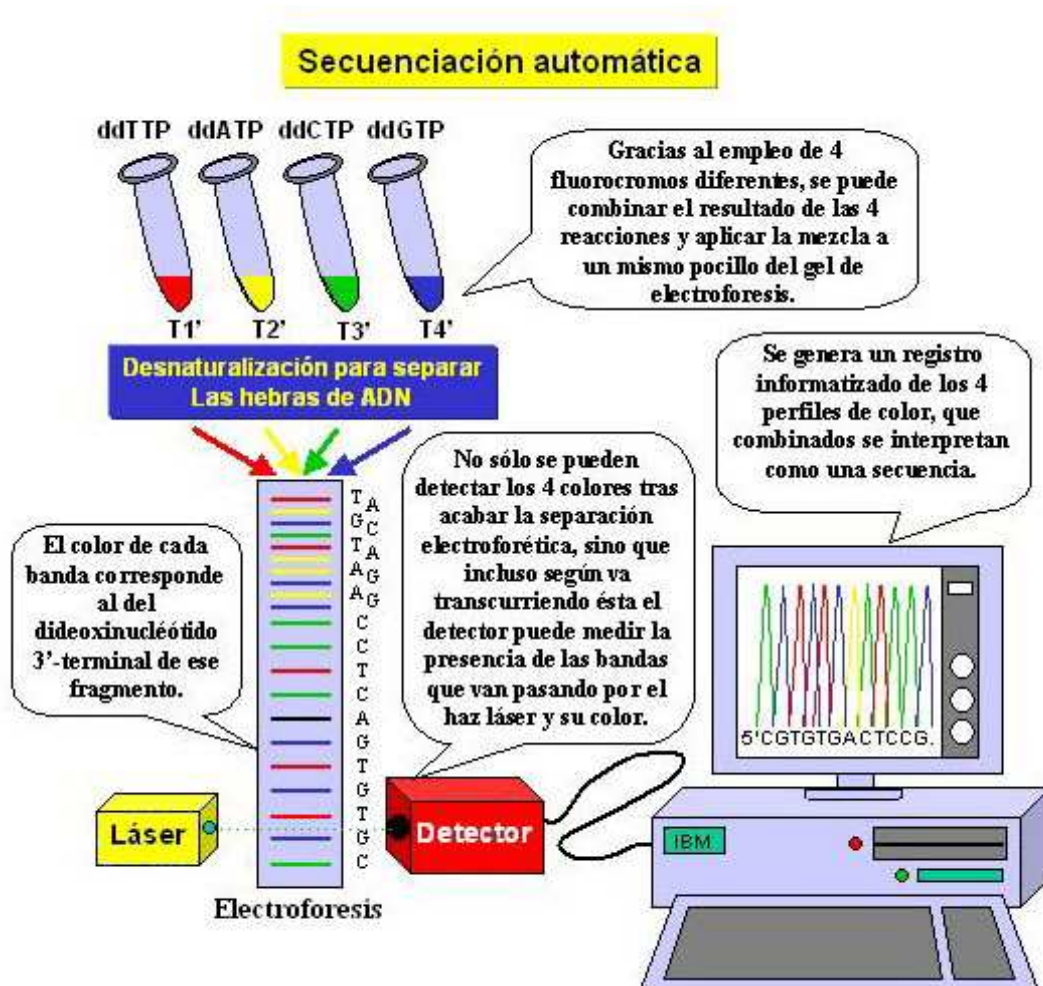 Secuenciación automática
ddTTP ddATP ddCTP ddGTP
Gracias al empleo de 4
fluorocromos diferentes, se puede
combinar el resultado de las 4
reacciones y aplicar la mezcla a
un mismo pocillo del gel de
electroforesis.
T1' T2' T3' T4'
Desnaturalización para separar
Las hebras de ADN
Se genera un registro
informatizado de los 4
perfiles de color, que
combinados se interpretan
como una secuencia.
No sólo se pueden
detectar los 4 colores tras
acabar la separación
electroforética, sino que
incluso según va
transcurriendo ésta el
detector puede medir la
presencia de las bandas
que van pasando por el
haz láser y su color.
El color de cada
banda corresponde
al del
dideoxinucléótido
3'-terminal de ese
fragmento.
T
A
G
C
T
A
A
G
A
G
C
C
T
C
A
G
T
G
T
G
C
5'CGTGTGACTCCG.
Láser
Detector
IBM
Electroforesis